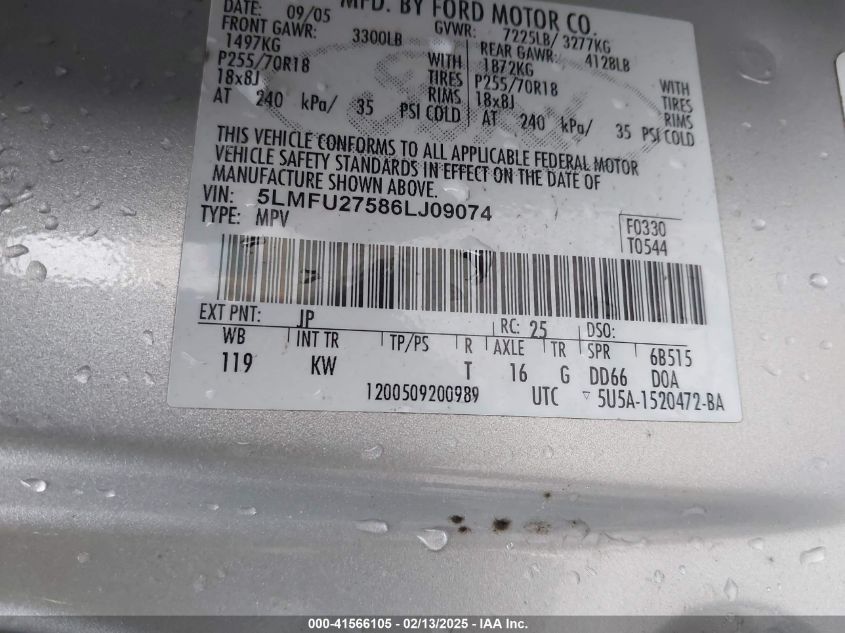 MFD. BY FORD MOTOR CO.
DATE: 09/05 GVWR: 7225LB/ 3277KG
FRONT GAWR: 3300LB REAR GAWR: 4128LB
1497KG WITH 1872KG WITH
P255/70R18 TIRES P255/70R18 TIRES
18x8J RIMS 18x8J RIMS
AT 240 kPa/ 35 PSI COLD AT 240 kPa/ 35 PSI COLD
THIS VEHICLE CONFORMS TO ALL APPLICABLE FEDERAL MOTOR
VEHICLE SAFETY STANDARDS IN EFFECT ON THE DATE OF
MANUFACTURE SHOWN ABOVE.
VIN: 5LMFU27586LJ09074
TYPE: MPV F0330
T0544
EXT PNT: JP RC: 25 DSO:
WB INT TR TP/PS R AXLE TR SPR 6B515
119 KW T 16 G DD66 DOA
1200509200989 UTC ▽ 5U5A-1520472-BA
000-41566105 - 02/13/2025 - IAA Inc.